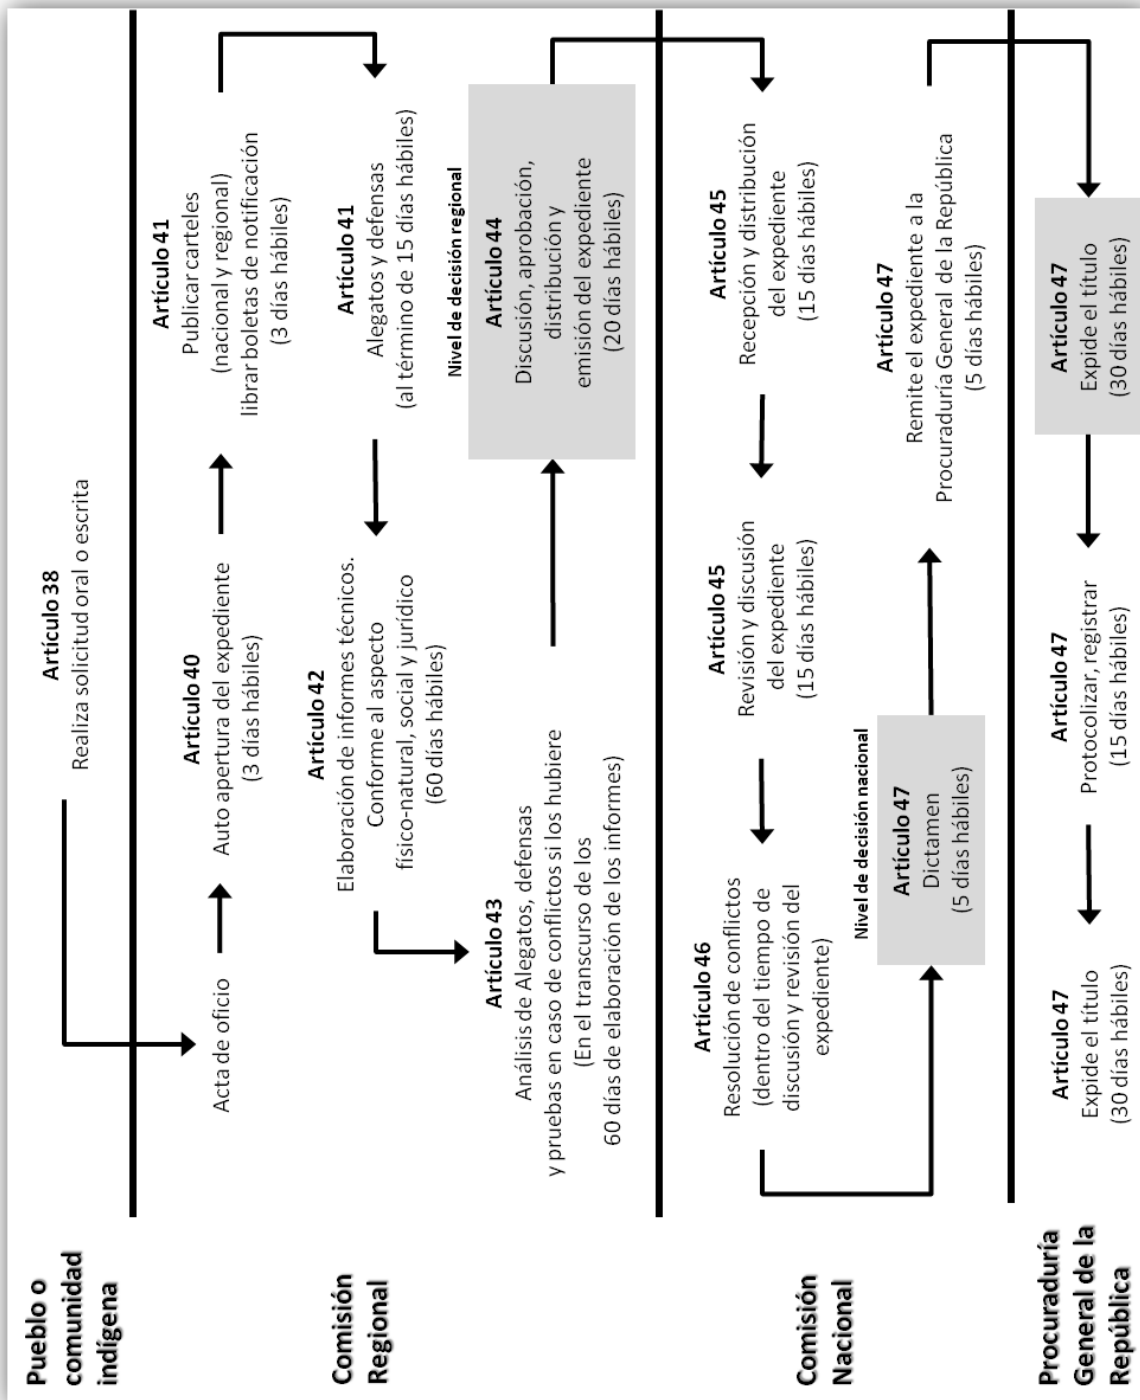 Pueblo o
comunidad
indígena
Artículo 38
Realiza solicitud oral o escrita
Comisión
Regional
Acta de oficio
Artículo 40
Auto apertura del expediente
(3 días hábiles)
Artículo 41
Publicar carteles
(nacional y regional)
librar boletas de notificación
(3 días hábiles)
Artículo 41
Alegatos y defensas
(al término de 15 días hábiles)
Artículo 42
Elaboración de informes técnicos.
Conforme al aspecto
físico-natural, social y jurídico
(60 días hábiles)
Artículo 43
Análisis de Alegatos, defensas
y pruebas en caso de conflictos si los hubiere
(En el transcurso de los
60 días de elaboración de los informes)
Nivel de decisión regional
Artículo 44
Discusión, aprobación,
distribución y
emisión del expediente
(20 días hábiles)
Comisión
Nacional
Artículo 45
Recepción y distribución
del expediente
(15 días hábiles)
Artículo 45
Revisión y discusión
del expediente
(15 días hábiles)
Artículo 46
Resolución de conflictos
(dentro del tiempo de
discusión y revisión del
expediente)
Nivel de decisión nacional
Artículo 47
Dictamen
(5 días hábiles)
Artículo 47
Remite el expediente a la
Procuraduría General de la República
(5 días hábiles)
Procuraduría
General de la
República
Artículo 47
Expide el título
(30 días hábiles)
Artículo 47
Protocolizar, registrar
(15 días hábiles)
Artículo 47
Expide el título
(30 días hábiles)